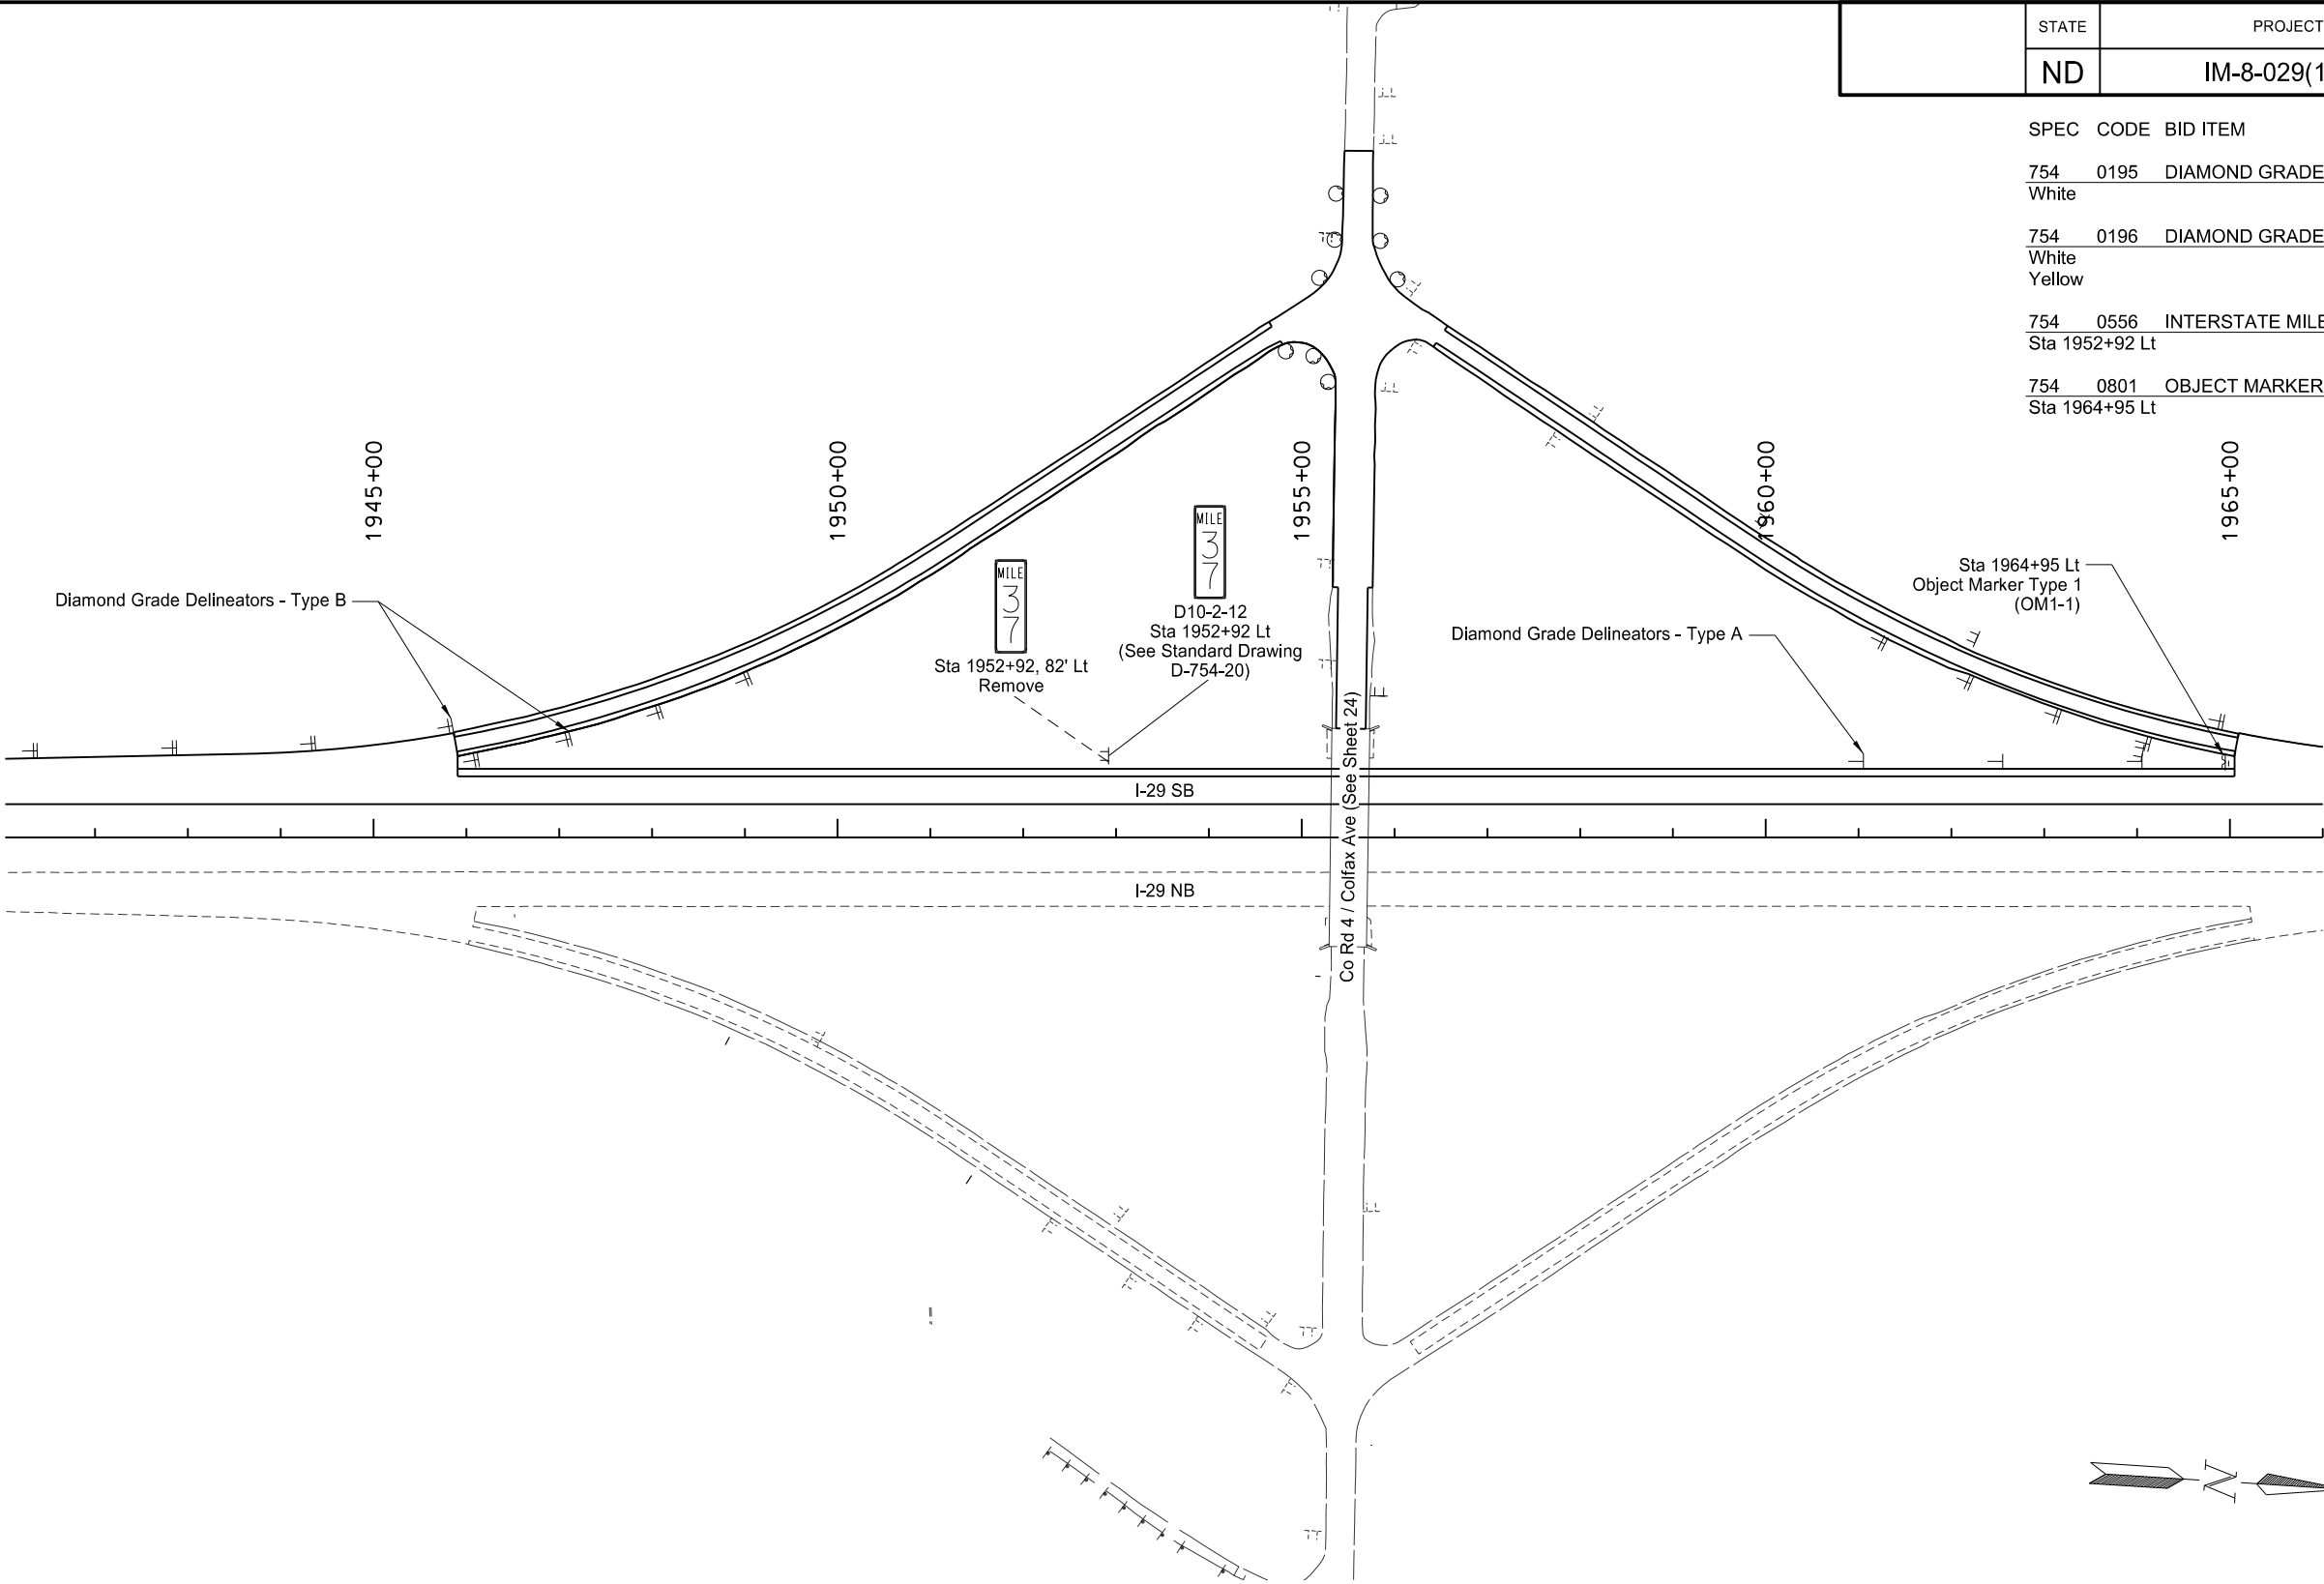 STATE PROJECT
ND IM-8-029(1
SPEC CODE BID ITEM
754 0195 DIAMOND GRADE
White
754 0196 DIAMOND GRADE
White
Yellow
754 0556 INTERSTATE MILE
Sta 1952+92 Lt
754 0801 OBJECT MARKER
Sta 1964+95 Lt
1945+00
1950+00
1955+00
1960+00
1965+00
Diamond Grade Delineators - Type B
MILE
3
7
Sta 1952+92, 82' Lt
Remove
MILE
3
7
D10-2-12
Sta 1952+92 Lt
(See Standard Drawing
D-754-20)
Diamond Grade Delineators - Type A
Sta 1964+95 Lt
Object Marker Type 1
(OM1-1)
I-29 SB
I-29 NB
Co Rd 4 / Colfax Ave (See Sheet 24)
N